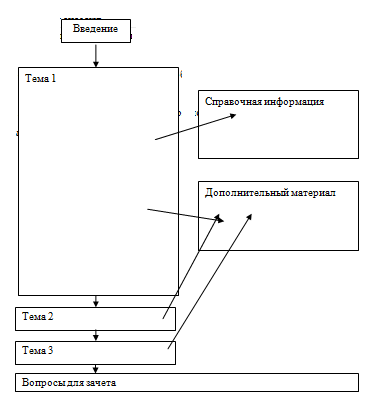 Введение
Тема 1
Справочная информация
Дополнительный материал
Тема 2
Тема 3
Вопросы для зачета